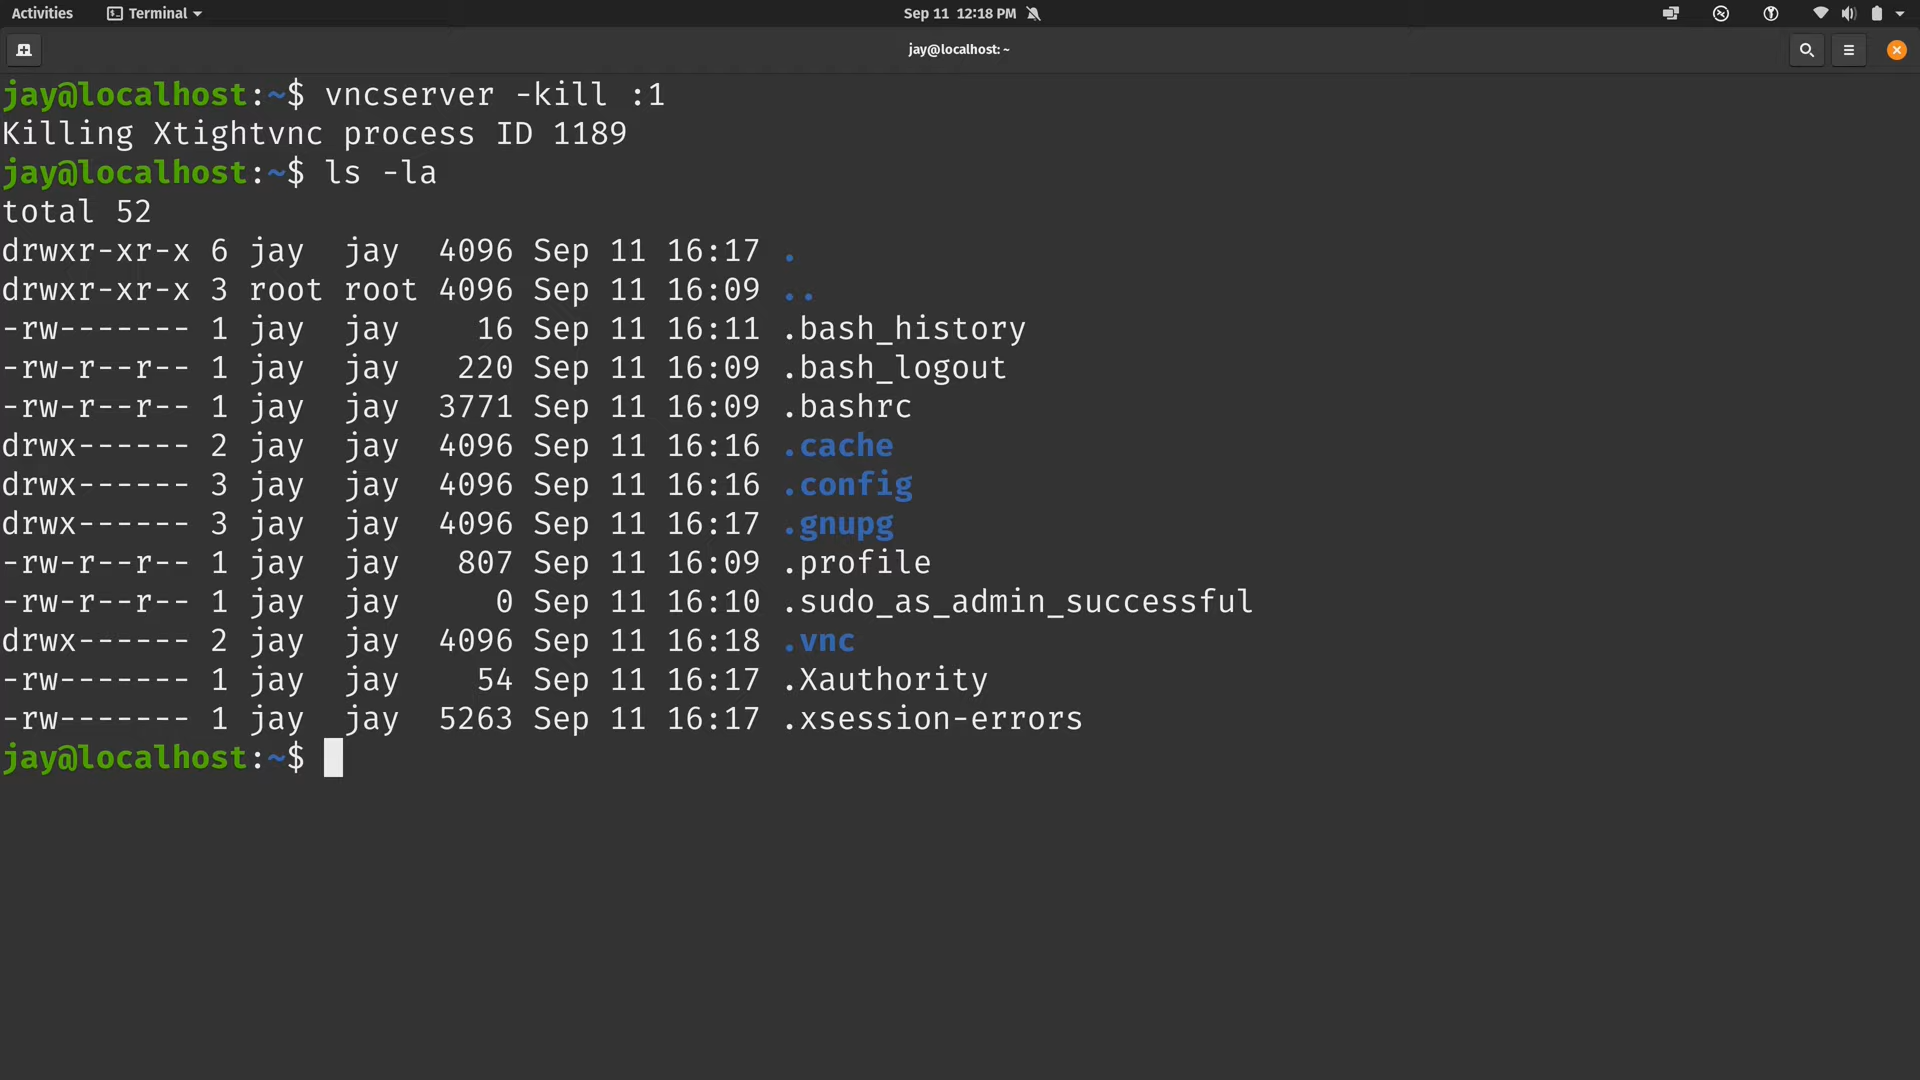 Activities Terminal Sep 11 12:18 PM
jay@localhost: ~
jay@localhost:~$ vncserver -kill :1
Killing Xtightvnc process ID 1189
jay@localhost:~$ ls -la
total 52
drwxr-xr-x 6 jay  jay  4096 Sep 11 16:17 .
drwxr-xr-x 3 root root 4096 Sep 11 16:09 ..
-rw------- 1 jay  jay    16 Sep 11 16:11 .bash_history
-rw-r--r-- 1 jay  jay   220 Sep 11 16:09 .bash_logout
-rw-r--r-- 1 jay  jay  3771 Sep 11 16:09 .bashrc
drwx------ 2 jay  jay  4096 Sep 11 16:16 .cache
drwx------ 3 jay  jay  4096 Sep 11 16:16 .config
drwx------ 3 jay  jay  4096 Sep 11 16:17 .gnupg
-rw-r--r-- 1 jay  jay   807 Sep 11 16:09 .profile
-rw-r--r-- 1 jay  jay     0 Sep 11 16:10 .sudo_as_admin_successful
drwx------ 2 jay  jay  4096 Sep 11 16:18 .vnc
-rw------- 1 jay  jay    54 Sep 11 16:17 .Xauthority
-rw------- 1 jay  jay  5263 Sep 11 16:17 .xsession-errors
jay@localhost:~$